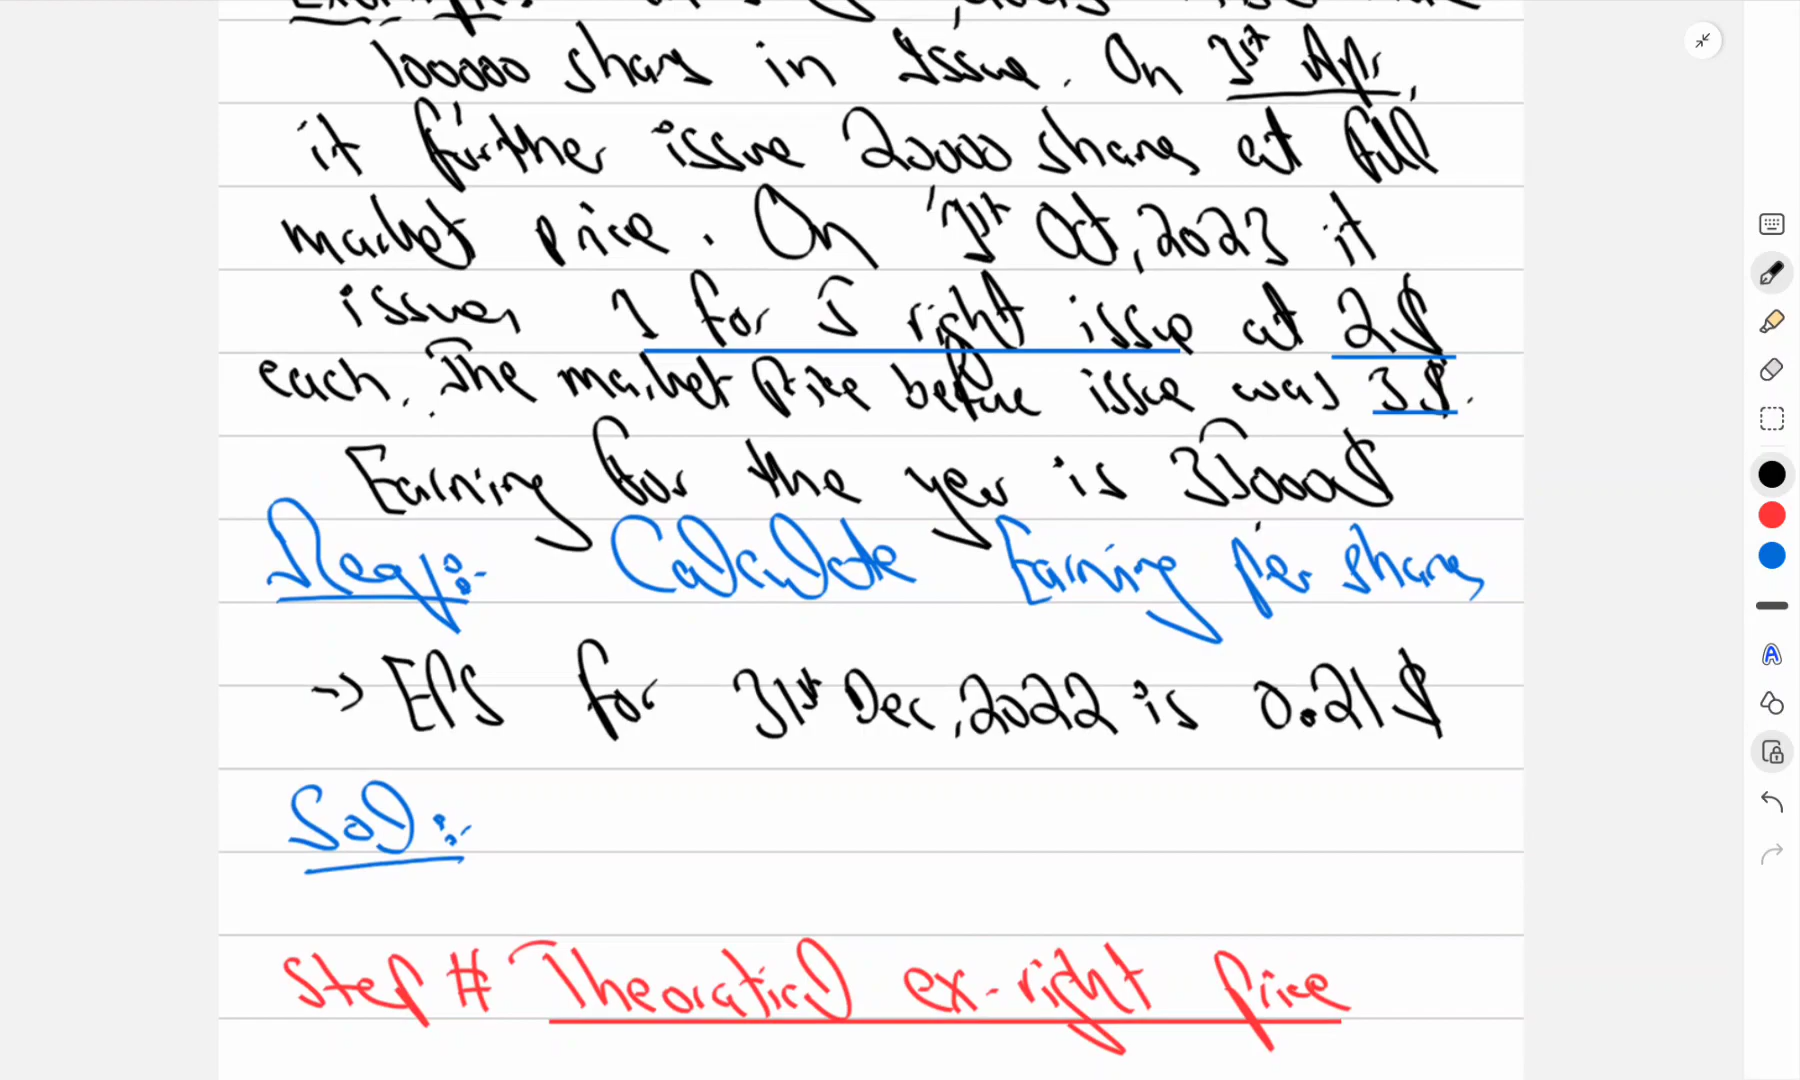 Example
100000 shares in Issue. On 1st Apr,
it further issue 20000 shares at full
market price. On 1st Oct, 2023 it
issues 1 for 5 right issue at 2$
each. The market price before issue was 3$.
Earning for the year is 35000$
Req:- Calculate Earning per share,
-> EPS for 31st Dec, 2022 is 0.21$
Sol:-
Step # Theoratical ex-right price